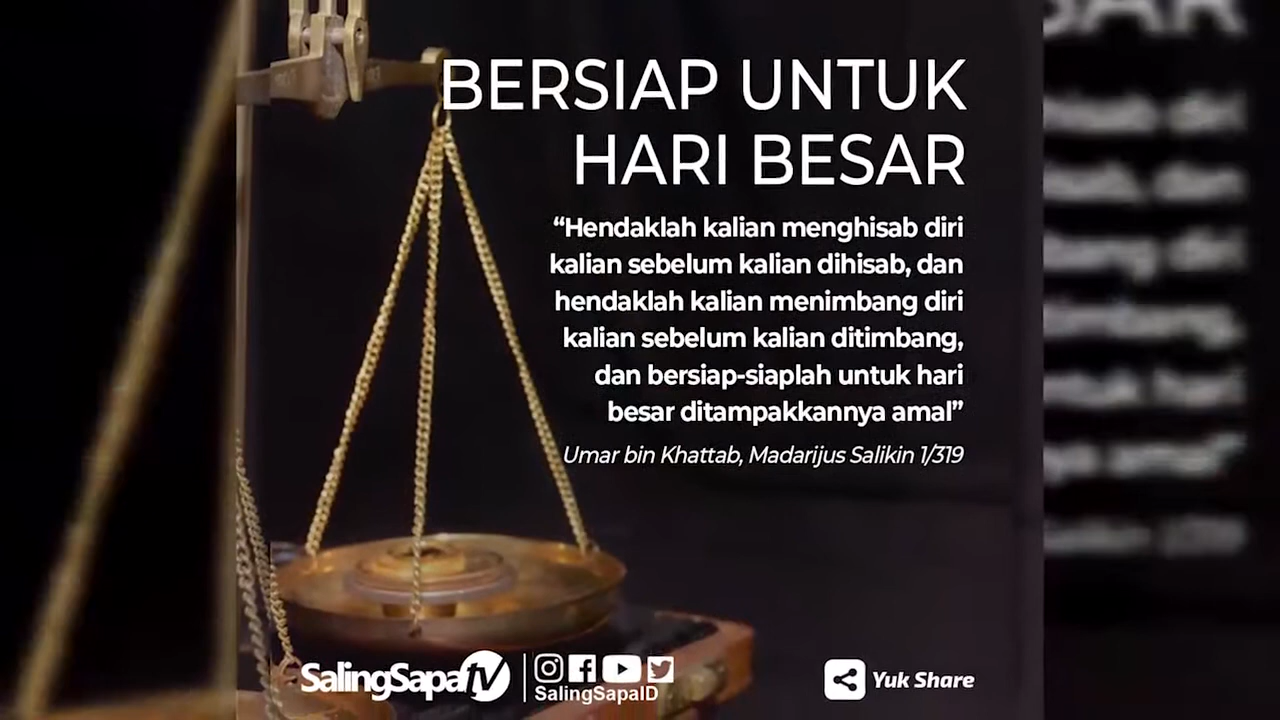 BERSIAP UNTUK
HARI BESAR
“Hendaklah kalian menghisab diri
kalian sebelum kalian dihisab, dan
hendaklah kalian menimbang diri
kalian sebelum kalian ditimbang,
dan bersiap-siaplah untuk hari
besar ditampakkannya amal”
Umar bin Khattab, Madarijus Salikin 1/319
SalingSapa tv
SalingSapaID
Yuk Share